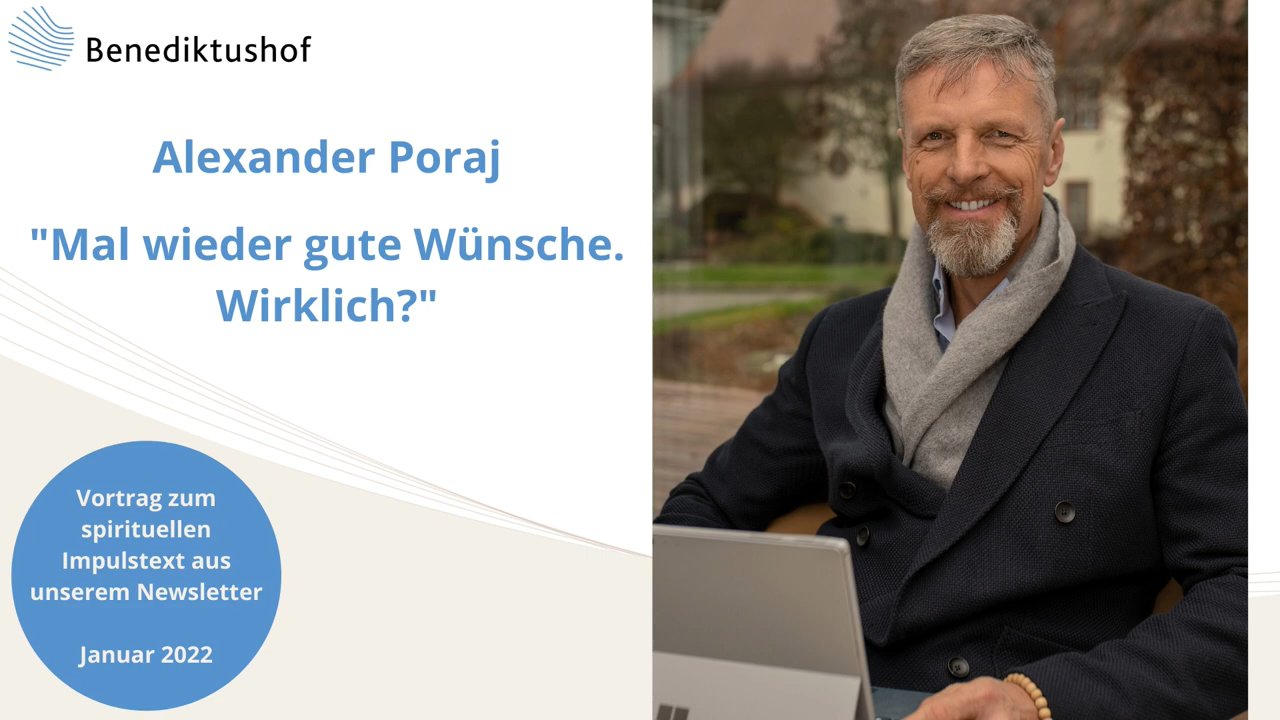 Benediktushof
Alexander Poraj
"Mal wieder gute Wünsche.
Wirklich?"
Vortrag zum
spirituellen
Impulstext aus
unserem Newsletter
Januar 2022